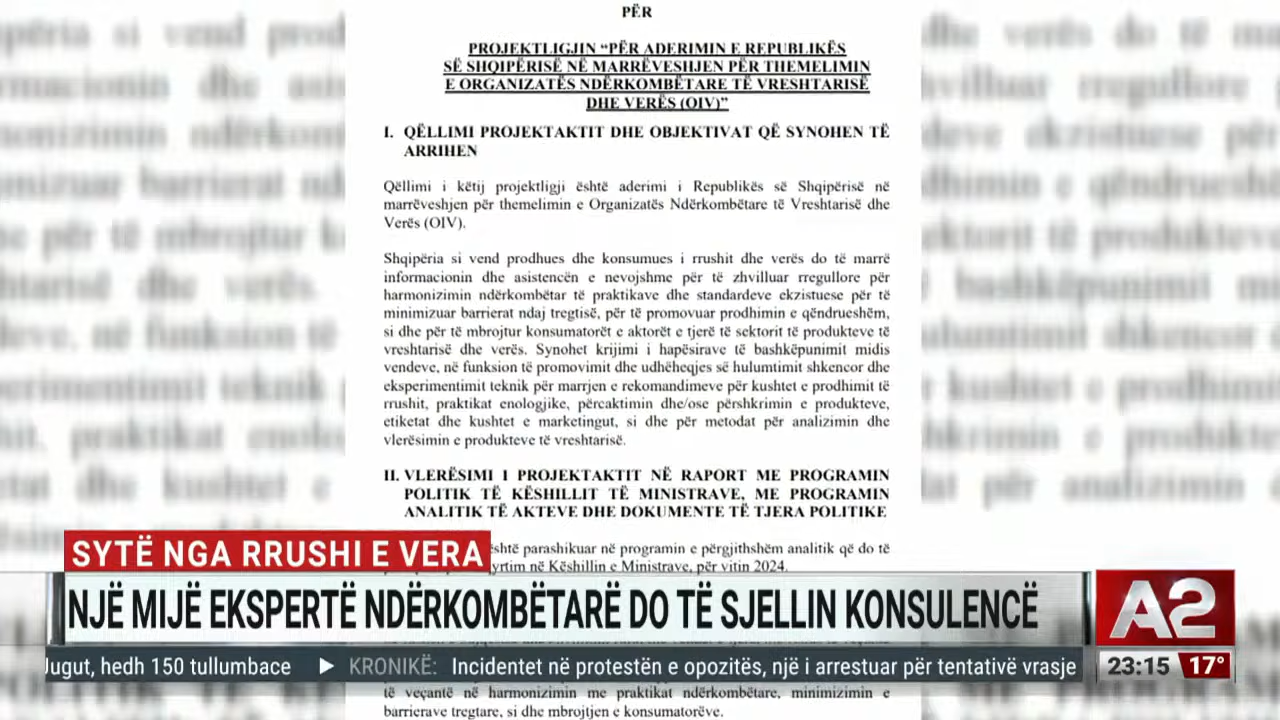 PËR
PROJEKTLIGJIN “PËR ADERIMIN E REPUBLIKËS
SË SHQIPËRISË NË MARRËVESHJEN PËR THEMELIMIN
E ORGANIZATËS NDËRKOMBËTARE TË VRESHTARISË
DHE VERËS (OIV)”
I. QËLLIMI PROJEKTAKTIT DHE OBJEKTIVAT QË SYNOHEN TË
ARRIHEN
Qëllimi i këtij projektligji është aderimi i Republikës së Shqipërisë në
marrëveshjen për themelimin e Organizatës Ndërkombëtare të Vreshtarisë dhe
Verës (OIV).
Shqipëria si vend prodhues dhe konsumues i rrushit dhe verës do të marrë
informacionin dhe asistencën e nevojshme për të zhvilluar rregullore për
harmonizimin ndërkombëtar të praktikave dhe standardeve ekzistuese për të
minimizuar barrierat ndaj tregtisë, për të promovuar prodhimin e qëndrueshëm,
si dhe për të mbrojtur konsumatorët e aktorët e tjerë të sektorit të produkteve të
vreshtarisë dhe verës. Synohet krijimi i hapësirave të bashkëpunimit midis
vendeve, në funksion të promovimit dhe udhëheqjes së hulumtimit shkencor dhe
eksperimentimit teknik për marrjen e rekomandimeve për kushtet e prodhimit të
rrushit, praktikat enologjike, përcaktimin dhe/ose përshkrimin e produkteve,
etiketat dhe kushtet e marketingut, si dhe për metodat për analizimin dhe
vlerësimin e produkteve të vreshtarisë.
II. VLERËSIMI I PROJEKTAKTIT NË RAPORT ME PROGRAMIN
POLITIK TË KËSHILLIT TË MINISTRAVE, ME PROGRAMIN
ANALITIK TË AKTEVE DHE DOKUMENTE TË TJERA POLITIKE
është parashikuar në programin e përgjithshëm analitik që do të
në Këshillin e Ministrave, për vitin 2024.
SYTË NGA RRUSHI E VERA
NJË MIJË EKSPERTË NDËRKOMBËTARË DO TË SJELLIN KONSULENCË
A2
Jugut, hedh 150 tullumbace ▶ KRONIKË: Incidentet në protestën e opozitës, një i arrestuar për tentativë vrasje
23:15 17°
të veçantë në harmonizimin me praktikat ndërkombëtare, minimizimin e
barrierave tregtare, si dhe mbrojtjen e konsumatorëve.